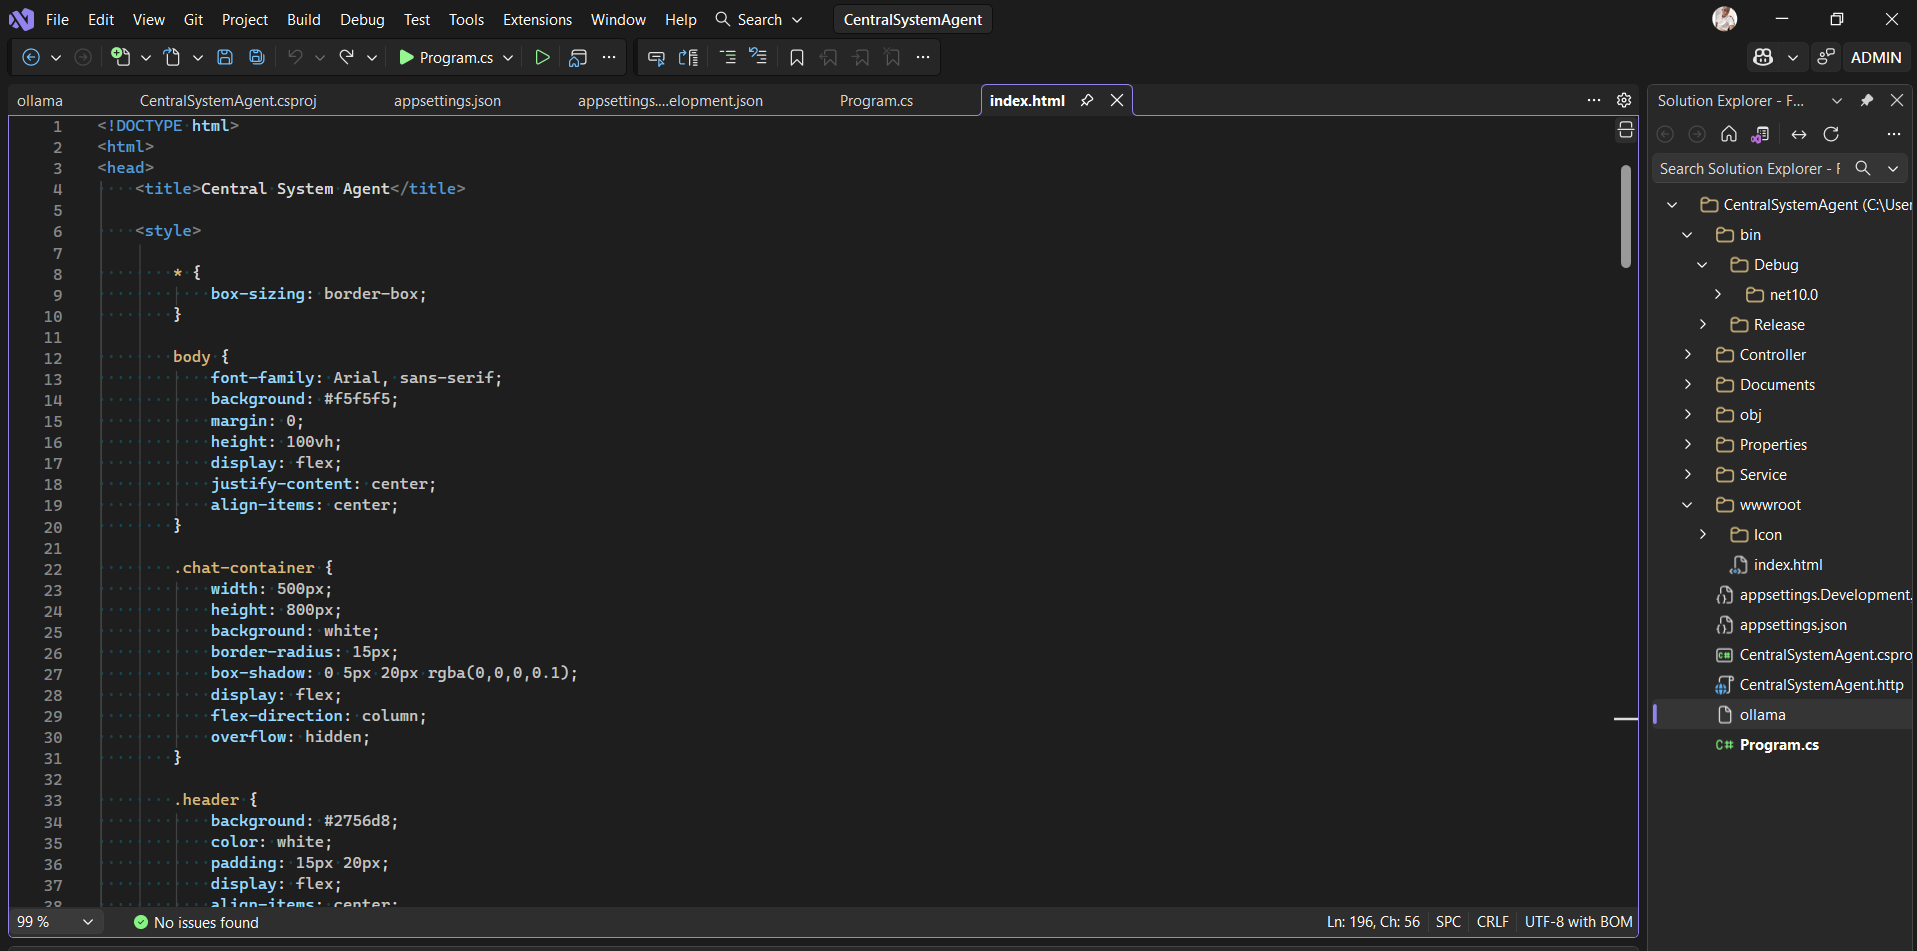 File Edit View Git Project Build Debug Test Tools Extensions Window Help Search CentralSystemAgent
Program.cs
ADMIN
ollama CentralSystemAgent.csproj appsettings.json appsettings....elopment.json Program.cs index.html
1 <!DOCTYPE html>
2 <html>
3 <head>
4 <title>Central System Agent</title>
5
6 <style>
7
8 * {
9 box-sizing: border-box;
10 }
11
12 body {
13 font-family: Arial, sans-serif;
14 background: #f5f5f5;
15 margin: 0;
16 height: 100vh;
17 display: flex;
18 justify-content: center;
19 align-items: center;
20 }
21
22 .chat-container {
23 width: 500px;
24 height: 800px;
25 background: white;
26 border-radius: 15px;
27 box-shadow: 0 5px 20px rgba(0,0,0,0.1);
28 display: flex;
29 flex-direction: column;
30 overflow: hidden;
31 }
32
33 .header {
34 background: #2756d8;
35 color: white;
36 padding: 15px 20px;
37 display: flex;
38 align-items: center;
99 % No issues found Ln: 196, Ch: 56 SPC CRLF UTF-8 with BOM
Solution Explorer - F...
Search Solution Explorer - F
CentralSystemAgent (C:\User
bin
Debug
net10.0
Release
Controller
Documents
obj
Properties
Service
wwwroot
Icon
index.html
appsettings.Development.
appsettings.json
CentralSystemAgent.cspro
CentralSystemAgent.http
ollama
C# Program.cs